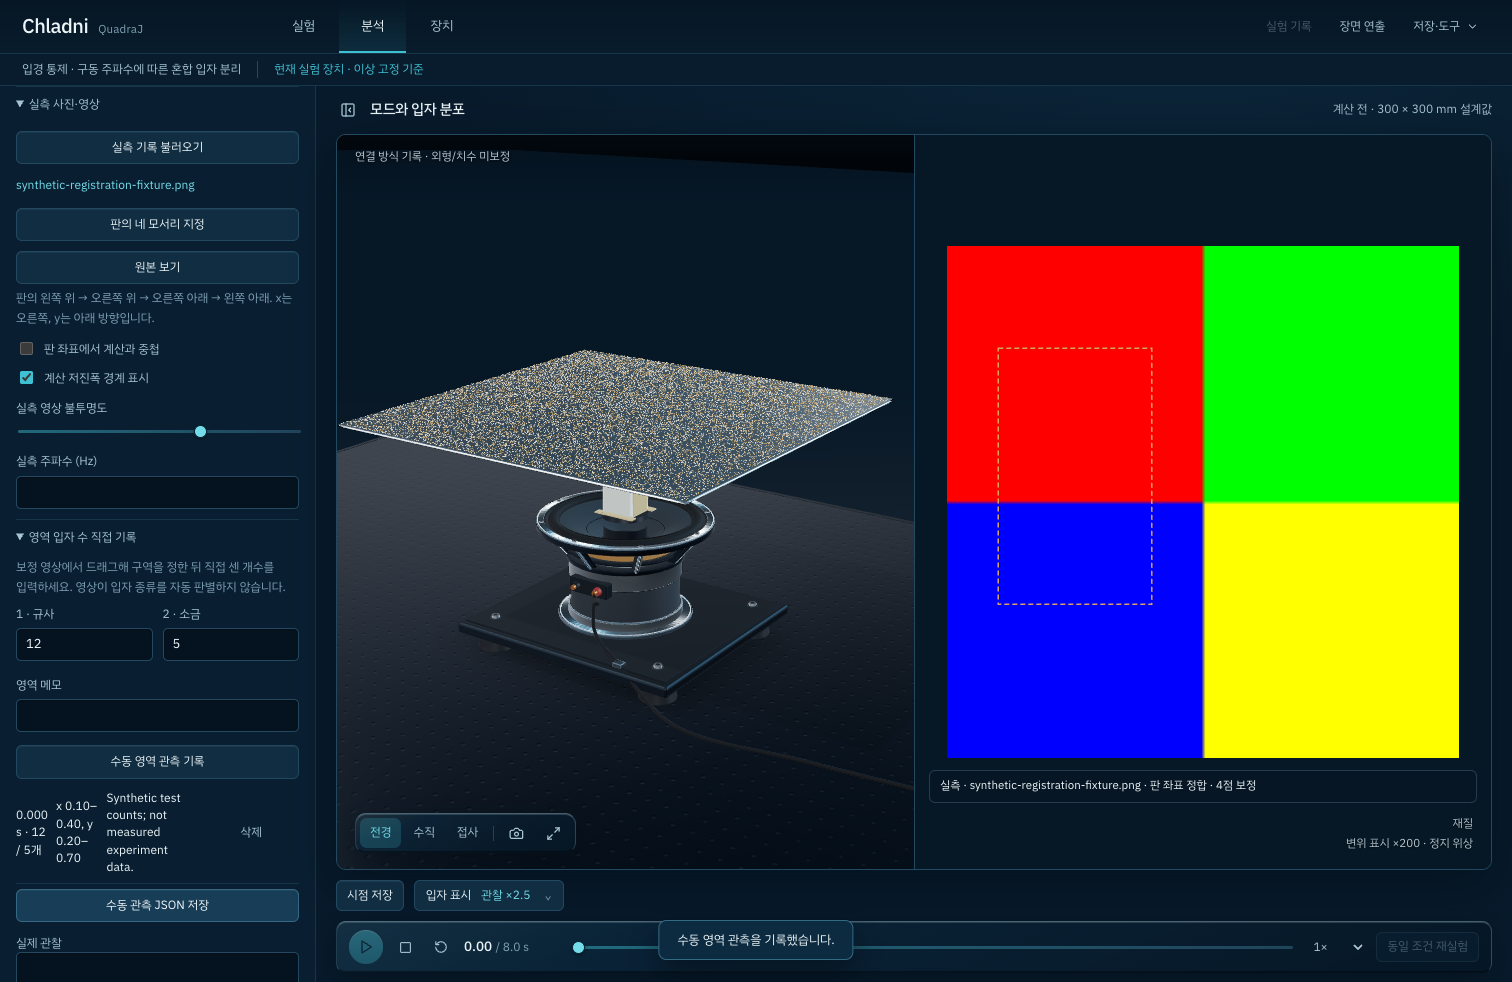 Chladni QuadraJ
실험 분석 장치
실험 기록 장면 연출 저장·도구
입경 통제 · 구동 주파수에 따른 혼합 입자 분리
현재 실험 장치 · 이상 고정 기준
▼ 실측 사진·영상
실측 기록 불러오기
synthetic-registration-fixture.png
판의 네 모서리 지정
원본 보기
판의 왼쪽 위 → 오른쪽 위 → 오른쪽 아래 → 왼쪽 아래. x는
오른쪽, y는 아래 방향입니다.
판 좌표에서 계산과 중첩
계산 저진폭 경계 표시
실측 영상 불투명도
실측 주파수 (Hz)
▼ 영역 입자 수 직접 기록
보정 영상에서 드래그해 구역을 정한 뒤 직접 센 개수를
입력하세요. 영상이 입자 종류를 자동 판별하지 않습니다.
1 · 규사 2 · 소금
12 5
영역 메모
수동 영역 관측 기록
0.000
s · 12
/ 5개
x 0.10–
0.40, y
0.20–
0.70
Synthetic test
counts; not
measured
experiment
data.
삭제
수동 관측 JSON 저장
실제 관찰
모드와 입자 분포
계산 전 · 300 × 300 mm 설계값
연결 방식 기록 · 외형/치수 미보정
전경 수직 접사
실측 · synthetic-registration-fixture.png · 판 좌표 정합 · 4점 보정
재질
변위 표시 ×200 · 정지 위상
시점 저장
입자 표시 관찰 ×2.5
0.00 / 8.0 s
수동 영역 관측을 기록했습니다.
1×
동일 조건 재실험